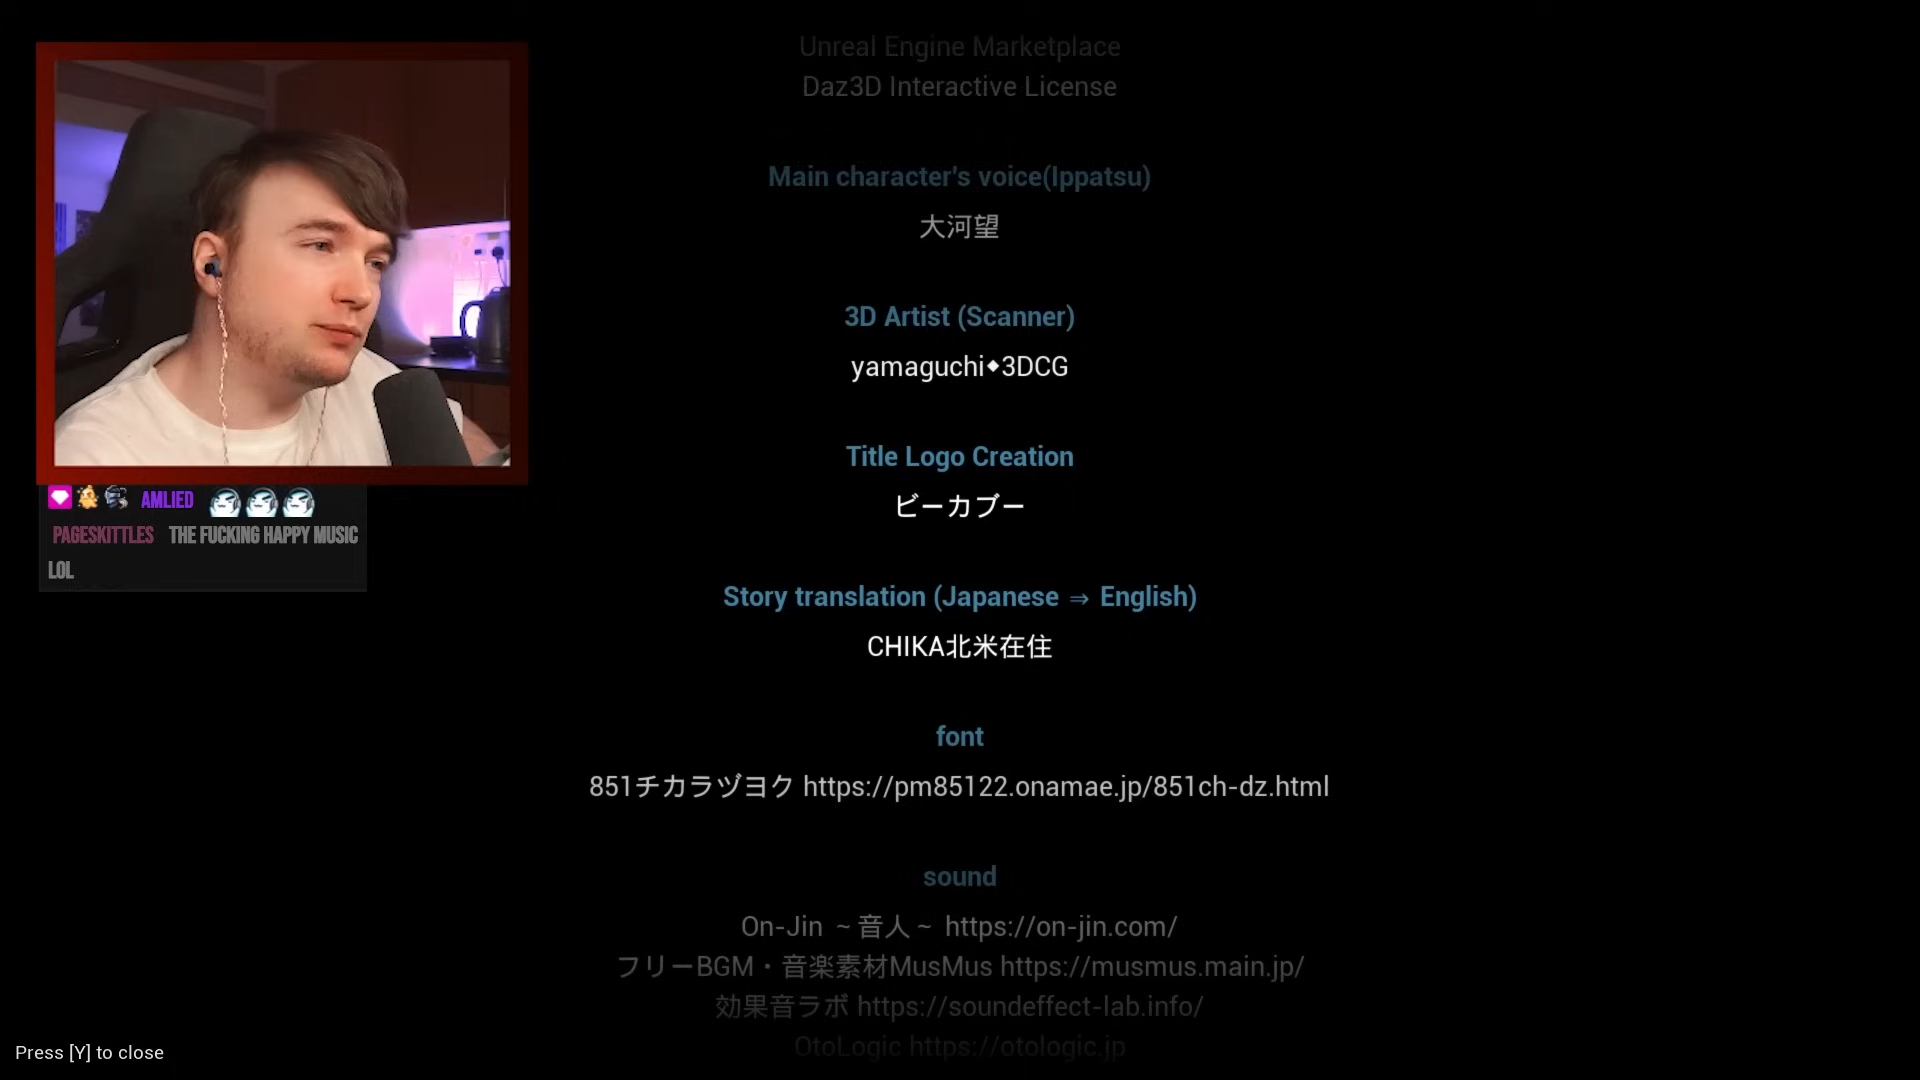 Unreal Engine Marketplace
Daz3D Interactive License
Main character's voice(Ippatsu)
大河望
3D Artist (Scanner)
yamaguchi◆3DCG
Title Logo Creation
ビーカブー
Story translation (Japanese ⇒ English)
CHIKA北米在住
font
851チカラヅヨク https://pm85122.onamae.jp/851ch-dz.html
sound
On-Jin ～音人～ https://on-jin.com/
フリーBGM・音楽素材MusMus https://musmus.main.jp/
効果音ラボ https://soundeffect-lab.info/
OtoLogic https://otologic.jp
AMLIED
PAGESKITTLES THE FUCKING HAPPY MUSIC
LOL
Press [Y] to close